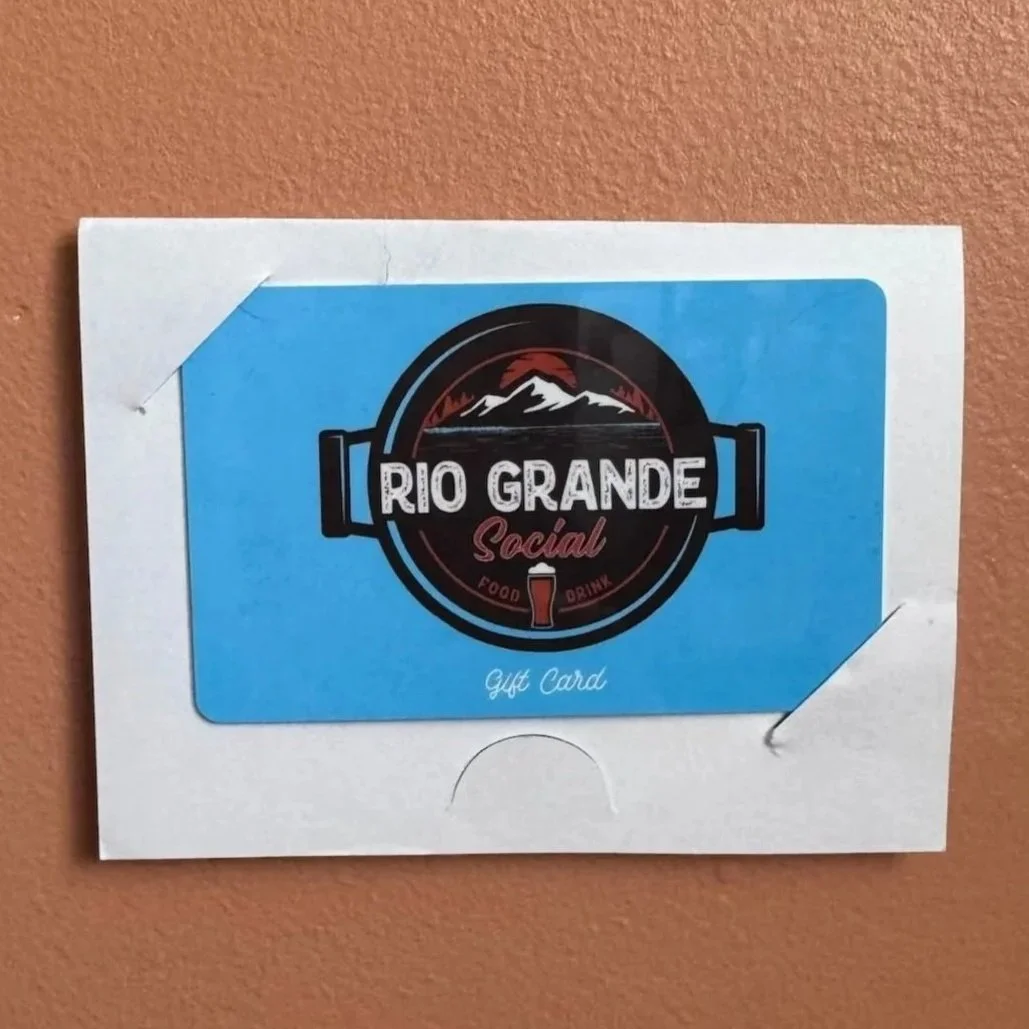 RIO GRANDE
Social
FOOD DRINK
Gift Card